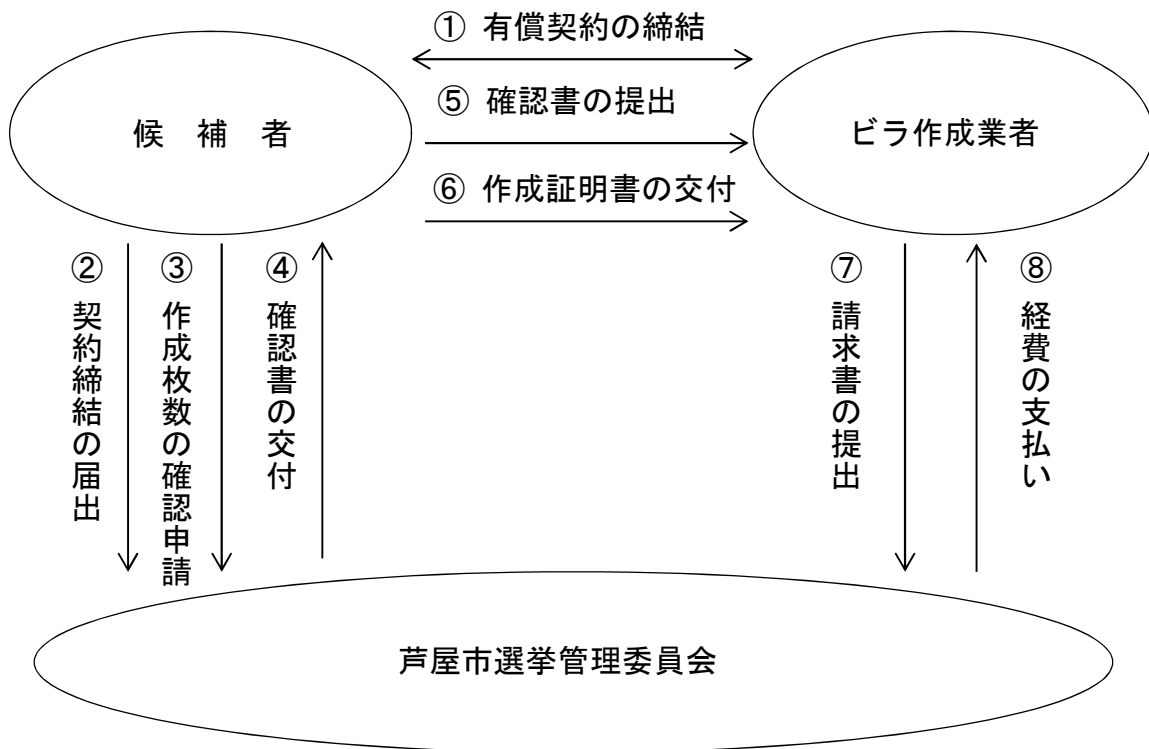 ① 有償契約の締結
⑤ 確認書の提出
候　補　者
ビラ作成業者
⑥ 作成証明書の交付
② 契約締結の届出
③ 作成枚数の確認申請
④ 確認書の交付
⑦ 請求書の提出
⑧ 経費の支払い
芦屋市選挙管理委員会